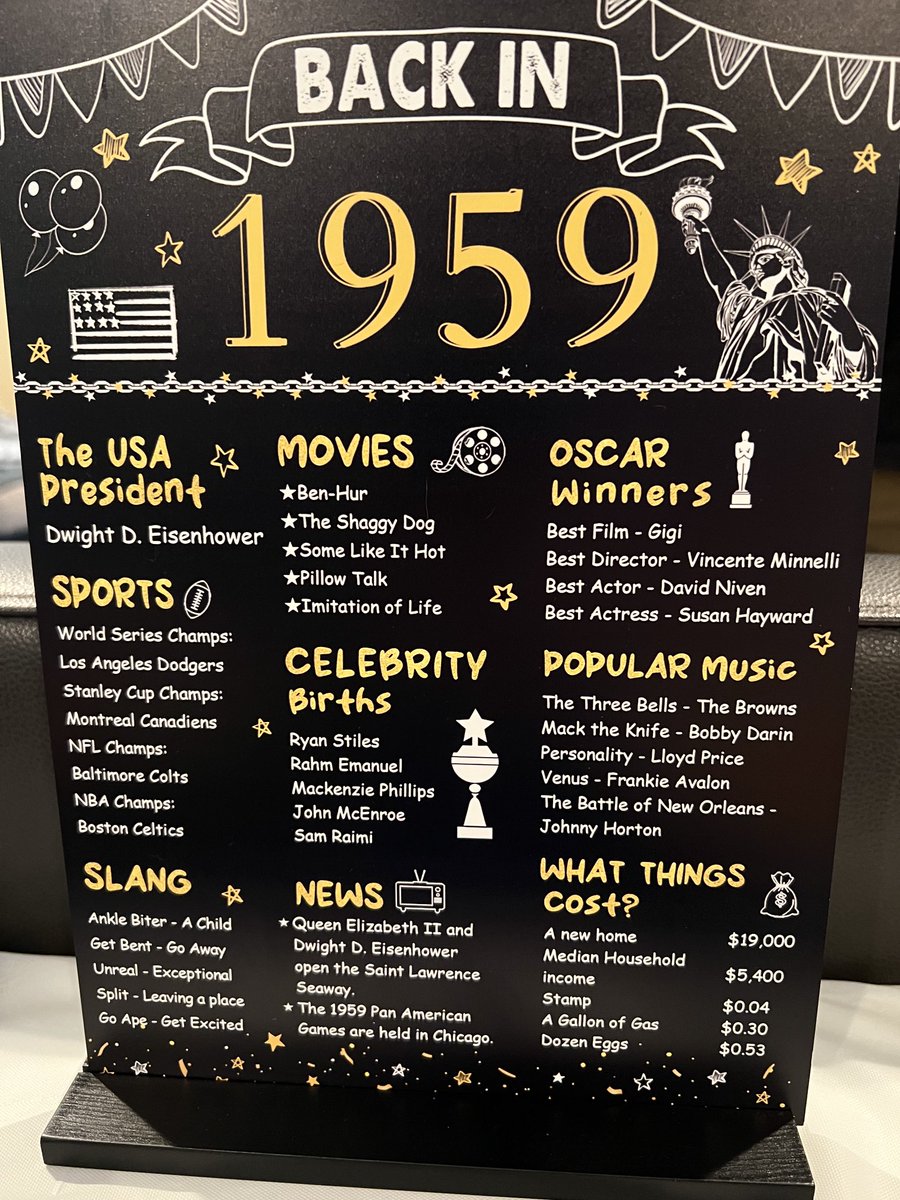 BACK IN
1959
The USA
President
Dwight D. Eisenhower
SPORTS
World Series Champs:
Los Angeles Dodgers
Stanley Cup Champs:
Montreal Canadiens
NFL Champs:
Baltimore Colts
NBA Champs:
Boston Celtics
SLANG
Ankle Biter - A Child
Get Bent - Go Away
Unreal - Exceptional
Split - Leaving a place
Go Ape - Get Excited
MOVIES
★Ben-Hur
★The Shaggy Dog
★Some Like It Hot
★Pillow Talk
★Imitation of Life
CELEBRITY
Births
Ryan Stiles
Rahm Emanuel
Mackenzie Phillips
John McEnroe
Sam Raimi
NEWS
★ Queen Elizabeth II and
Dwight D. Eisenhower
open the Saint Lawrence
Seaway.
★ The 1959 Pan American
Games are held in Chicago.
OSCAR
Winners
Best Film - Gigi
Best Director - Vincente Minnelli
Best Actor - David Niven
Best Actress - Susan Hayward
POPULAR Music
The Three Bells - The Browns
Mack the Knife - Bobby Darin
Personality - Lloyd Price
Venus - Frankie Avalon
The Battle of New Orleans -
Johnny Horton
WHAT THINGS
Cost?
A new home $19,000
Median Household
income $5,400
Stamp $0.04
A Gallon of Gas $0.30
Dozen Eggs $0.53